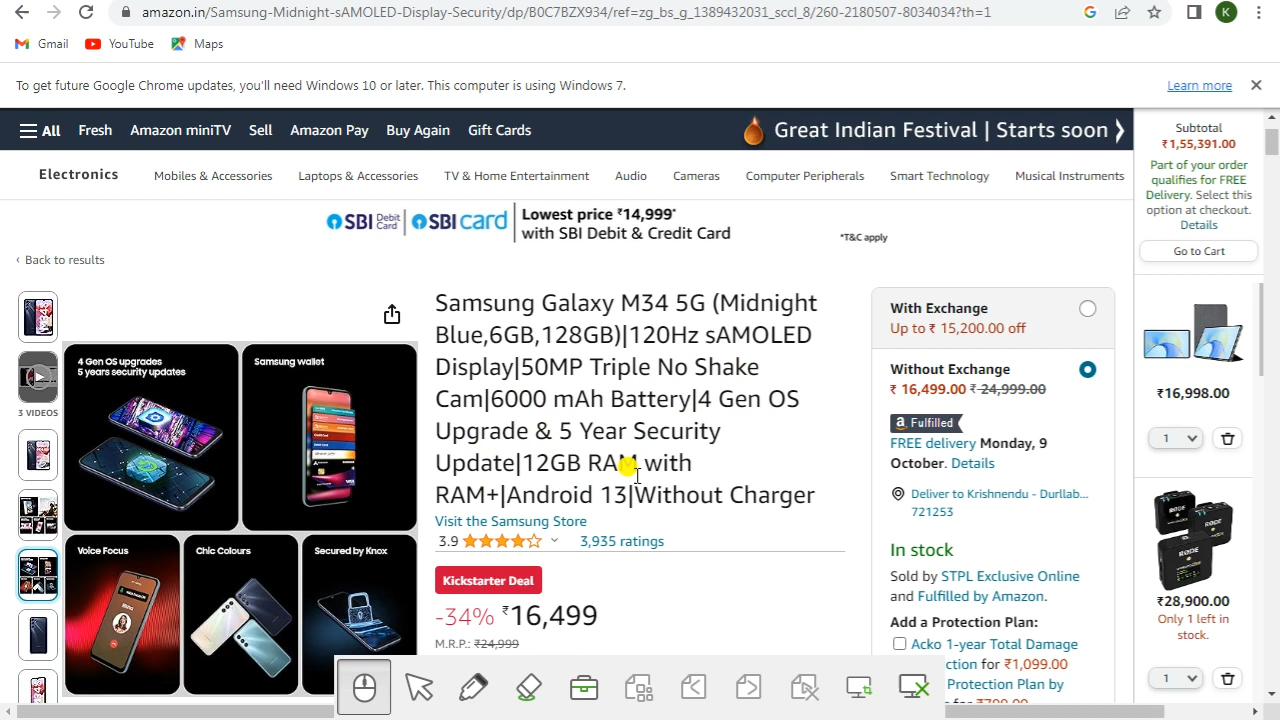 amazon.in/Samsung-Midnight-sAMOLED-Display-Security/dp/B0C7BZX934/ref=zg_bs_g_1389432031_sccl_8/260-2180507-8034034?th=1
K
Gmail YouTube Maps
To get future Google Chrome updates, you'll need Windows 10 or later. This computer is using Windows 7.
Learn more
All Fresh Amazon miniTV Sell Amazon Pay Buy Again Gift Cards
Great Indian Festival | Starts soon
Electronics Mobiles & Accessories Laptops & Accessories TV & Home Entertainment Audio Cameras Computer Peripherals Smart Technology Musical Instruments
SBI Debit Card SBI card
Lowest price ₹14,999*
with SBI Debit & Credit Card
*T&C apply
‹ Back to results
3 VIDEOS
4 Gen OS upgrades
5 years security updates
Samsung wallet
Voice Focus
Chic Colours
Secured by Knox
Samsung Galaxy M34 5G (Midnight
Blue,6GB,128GB)|120Hz sAMOLED
Display|50MP Triple No Shake
Cam|6000 mAh Battery|4 Gen OS
Upgrade & 5 Year Security
Update|12GB RAM with
RAM+|Android 13|Without Charger
Visit the Samsung Store
3.9
3,935 ratings
Kickstarter Deal
-34% ₹16,499
M.R.P.: ₹24,999
With Exchange
Up to ₹ 15,200.00 off
Without Exchange
₹ 16,499.00 ₹ 24,999.00
a Fulfilled
FREE delivery Monday, 9
October. Details
Deliver to Krishnendu - Durllab...
721253
In stock
Sold by STPL Exclusive Online
and Fulfilled by Amazon.
Add a Protection Plan:
Acko 1-year Total Damage
ction for ₹1,099.00
Protection Plan by
Subtotal
₹1,55,391.00
Part of your order
qualifies for FREE
Delivery. Select this
option at checkout.
Details
Go to Cart
₹16,998.00
1
RØDE
₹28,900.00
Only 1 left in
stock.
1